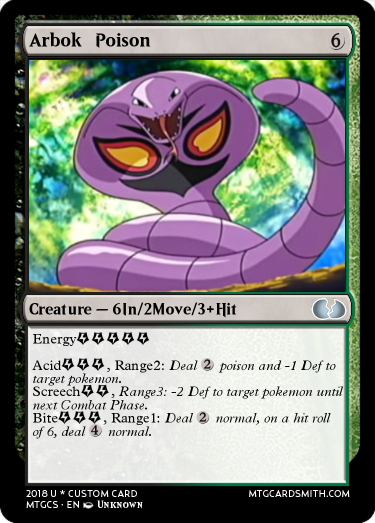 Arbok Poison 6
Creature — 6In/2Move/3+Hit
Energy
Acid, Range2: Deal 2 poison and -1 Def to
target pokemon.
Screech, Range3: -2 Def to target pokemon until
next Combat Phase.
Bite, Range1: Deal 2 normal, on a hit roll
of 6, deal 4 normal.
2018 U * CUSTOM CARD
MTGCARDSMITH.COM
MTGCS · EN Unknown